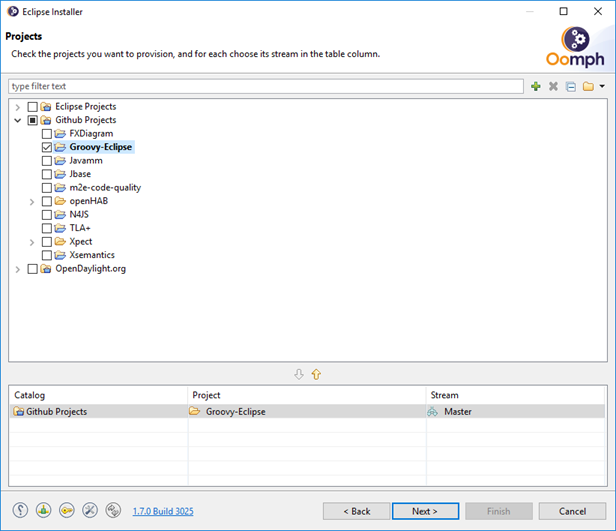 Eclipse Installer
Projects
Check the projects you want to provision, and for each choose its stream in the table column.
Oomph
type filter text
Eclipse Projects
Github Projects
FXDiagram
Groovy-Eclipse
Javamm
Jbase
m2e-code-quality
openHAB
N4JS
TLA+
Xpect
Xsemantics
OpenDaylight.org
Catalog Project Stream
Github Projects Groovy-Eclipse Master
1.7.0 Build 3025 < Back Next > Finish Cancel